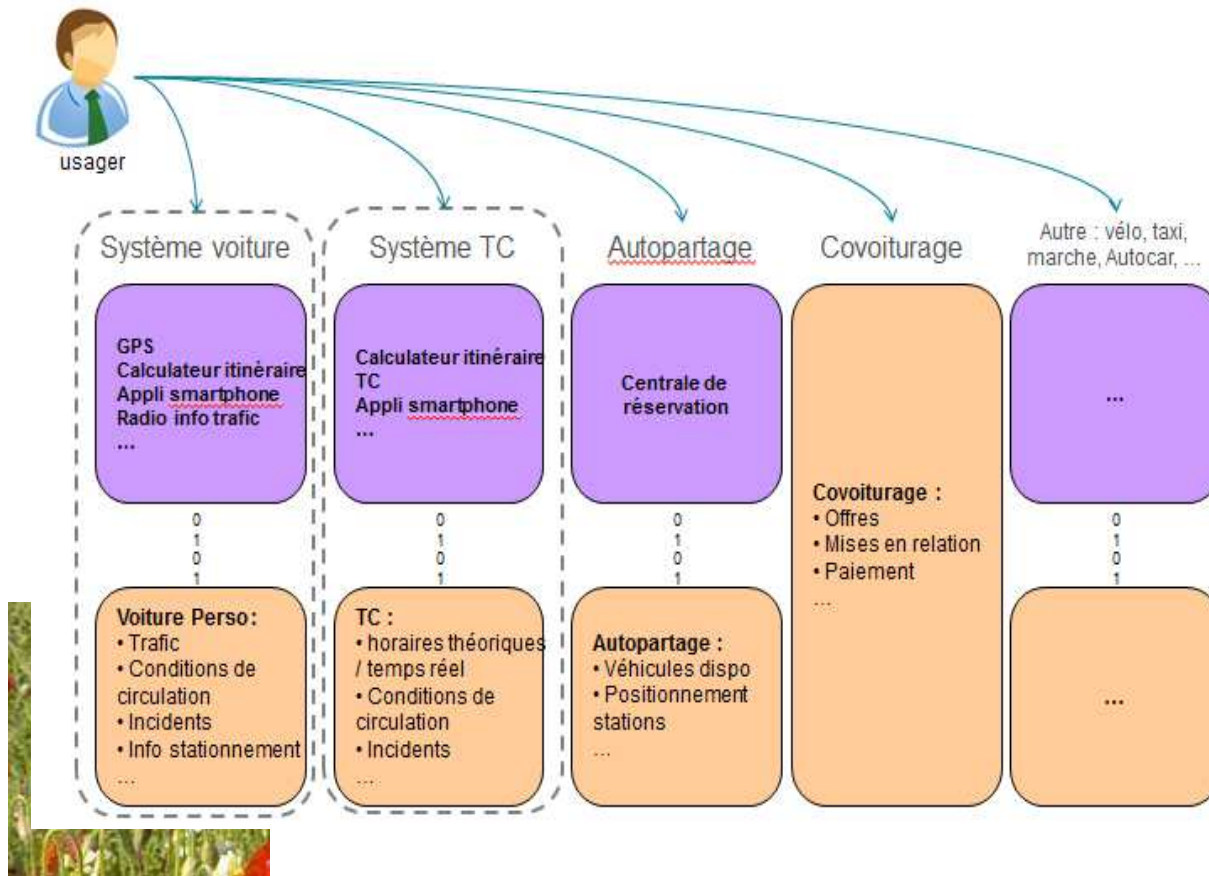 usager
Système voiture
Système TC
Autopartage
Covoiturage
Autre : vélo, taxi,
marche, Autocar, ...
GPS
Calculateur itinéraire
Appli smartphone
Radio info trafic
...
Calculateur itinéraire
TC
Appli smartphone
...
Centrale de
réservation
...
0
1
0
1
0
1
0
1
0
1
0
1
0
1
0
1
Voiture Perso :
• Trafic
• Conditions de
circulation
• Incidents
• Info stationnement
...
TC :
• horaires théoriques
/ temps réel
• Conditions de
circulation
• Incidents
...
Autopartage :
• Véhicules dispo
• Positionnement
stations
...
Covoiturage :
• Offres
• Mises en relation
• Paiement
...
...